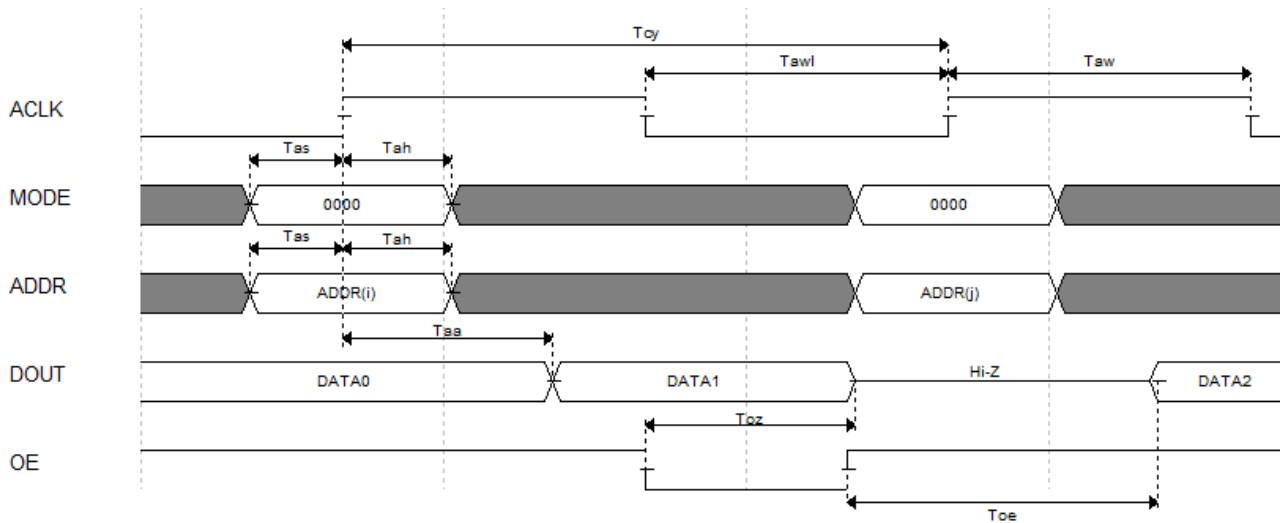 Tcy
Tawl Taw
ACLK
Tas Tah
MODE 0000 0000
Tas Tah
ADDR ADDR(i) ADDR(j)
Taa
DOUT DATA0 DATA1 Hi-Z DATA2
Toz
OE
Toe